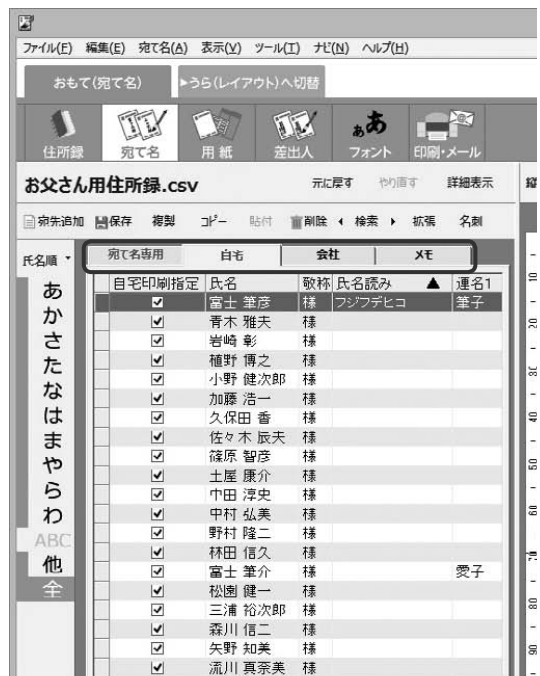 ファイル(F) 編集(E) 宛て名(A) 表示(V) ツール(T) ナビ(N) ヘルプ(H)
おもて(宛て名) ▶うら(レイアウト)へ切替
住所録 宛て名 用紙 差出人 フォント 印刷・メール
お父さん用住所録.csv 元に戻す やり直す 詳細表示
宛先追加 保存 複製 コピー 貼付 削除 検索 拡張 名刺
氏名順 宛て名専用 自宅 会社 メモ
自宅印刷指定 氏名 敬称 氏名読み ▲ 連名1
富士 筆彦 様 フジフデヒコ 筆子
青木 雅夫 様
岩崎 彰 様
植野 博之 様
小野 健次郎 様
加藤 浩一 様
久保田 香 様
佐々木 辰夫 様
篠原 智彦 様
土屋 康介 様
中田 淳史 様
中村 弘美 様
野村 隆二 様
林田 信久 様
富士 筆介 様 愛子
松園 健一 様
三浦 裕次郎 様
森川 信二 様
矢野 知美 様
流川 真奈美 様
あ
か
さ
た
な
は
ま
や
ら
わ
ABC
他
全